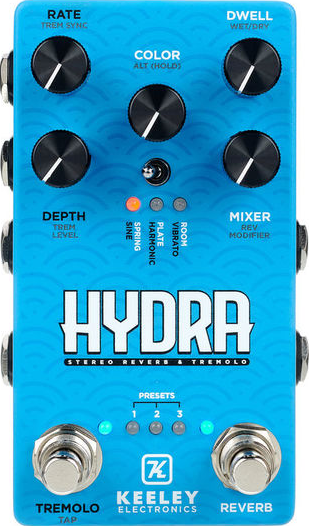 RATE
TREM SYNC
DWELL
WET/DRY
COLOR
ALT (HOLD)
DEPTH
TREM
LEVEL
SPRING
SINE
PLATE
HARMONIC
ROOM
VIBRATO
MIXER
REV
MODIFIER
HYDRA
STEREO REVERB & TREMOLO
PRESETS
1 2 3
TREMOLO
TAP
K
KEELEY
ELECTRONICS
REVERB